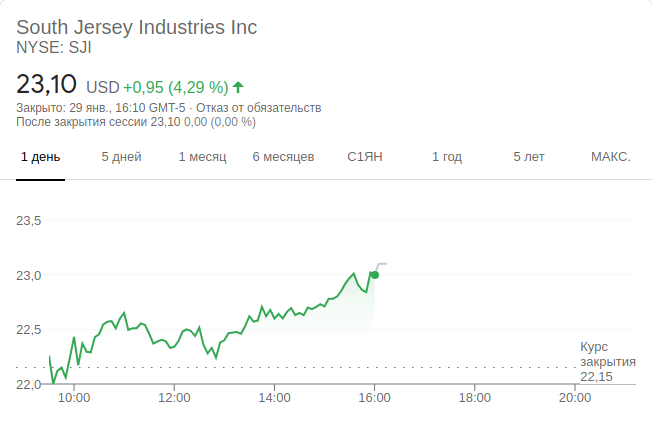 South Jersey Industries Inc
NYSE: SJI
23,10 USD +0,95 (4,29 %)
Закрыто: 29 янв., 16:10 GMT-5 · Отказ от обязательств
После закрытия сессии 23,10 0,00 (0,00 %)
1 день 5 дней 1 месяц 6 месяцев С1ЯН 1 год 5 лет МАКС.
23,5
23,0
22,5
Курс
закрытия
22,15
22,0
10:00 12:00 14:00 16:00 18:00 20:00